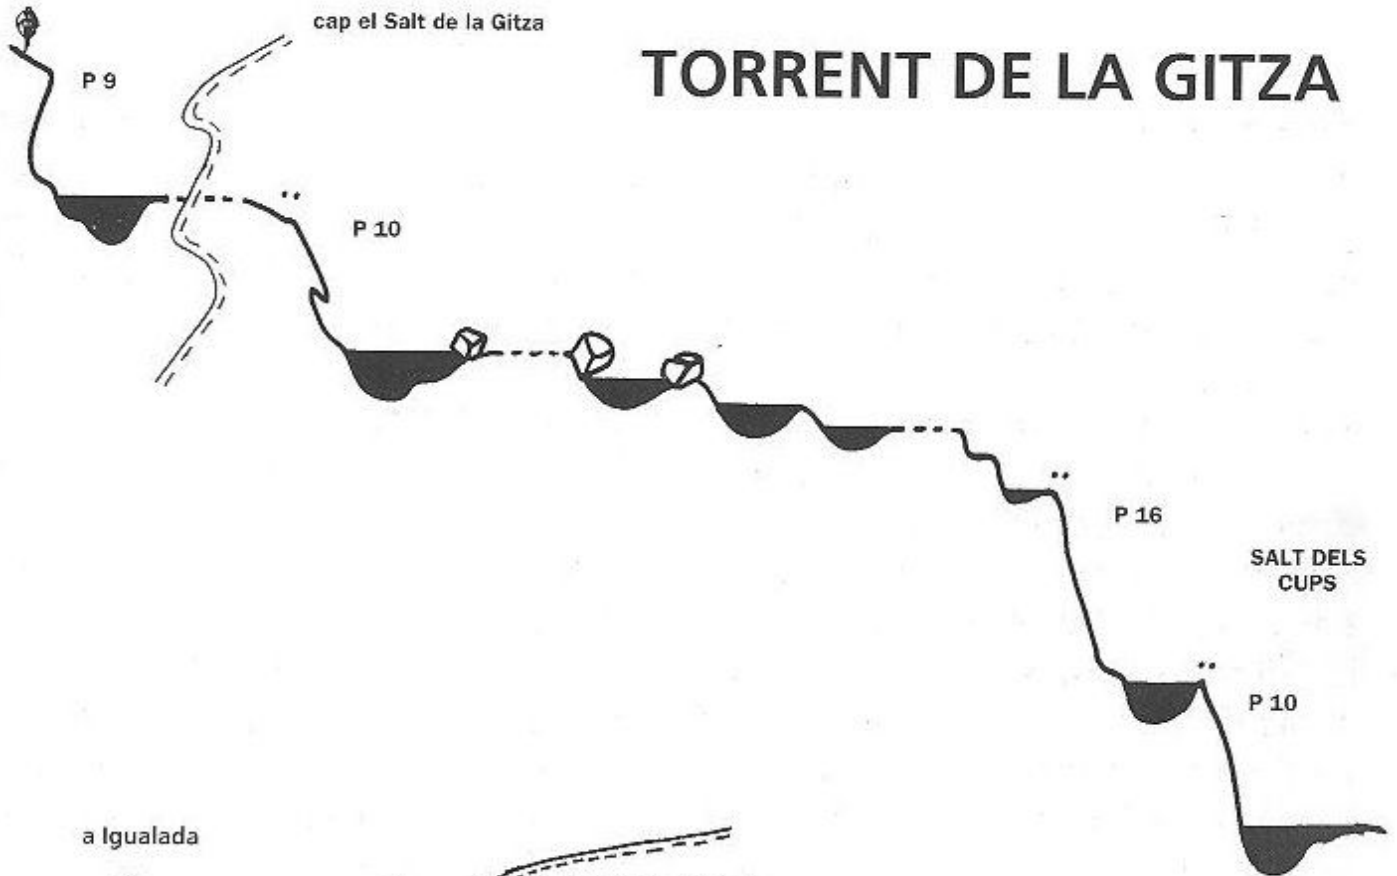 cap el Salt de la Gitza
TORRENT DE LA GITZA
P 9
P 10
P 16
SALT DELS
CUPS
P 10
a Igualada